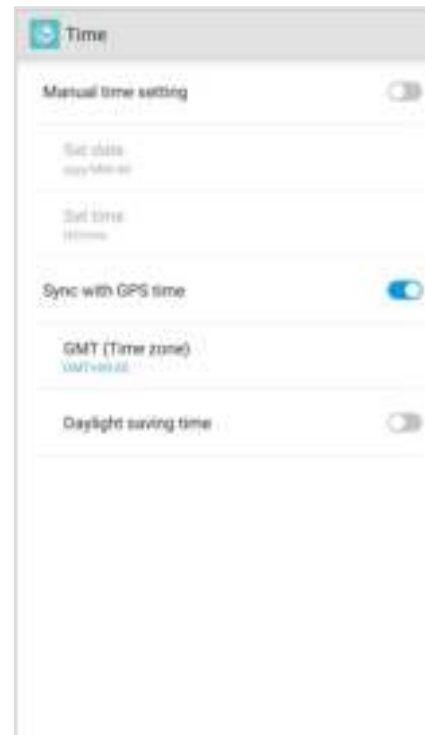 Time
Manual time setting
Set date
Set time
Sync with GPS time
GMT (Time zone)
Daylight saving time